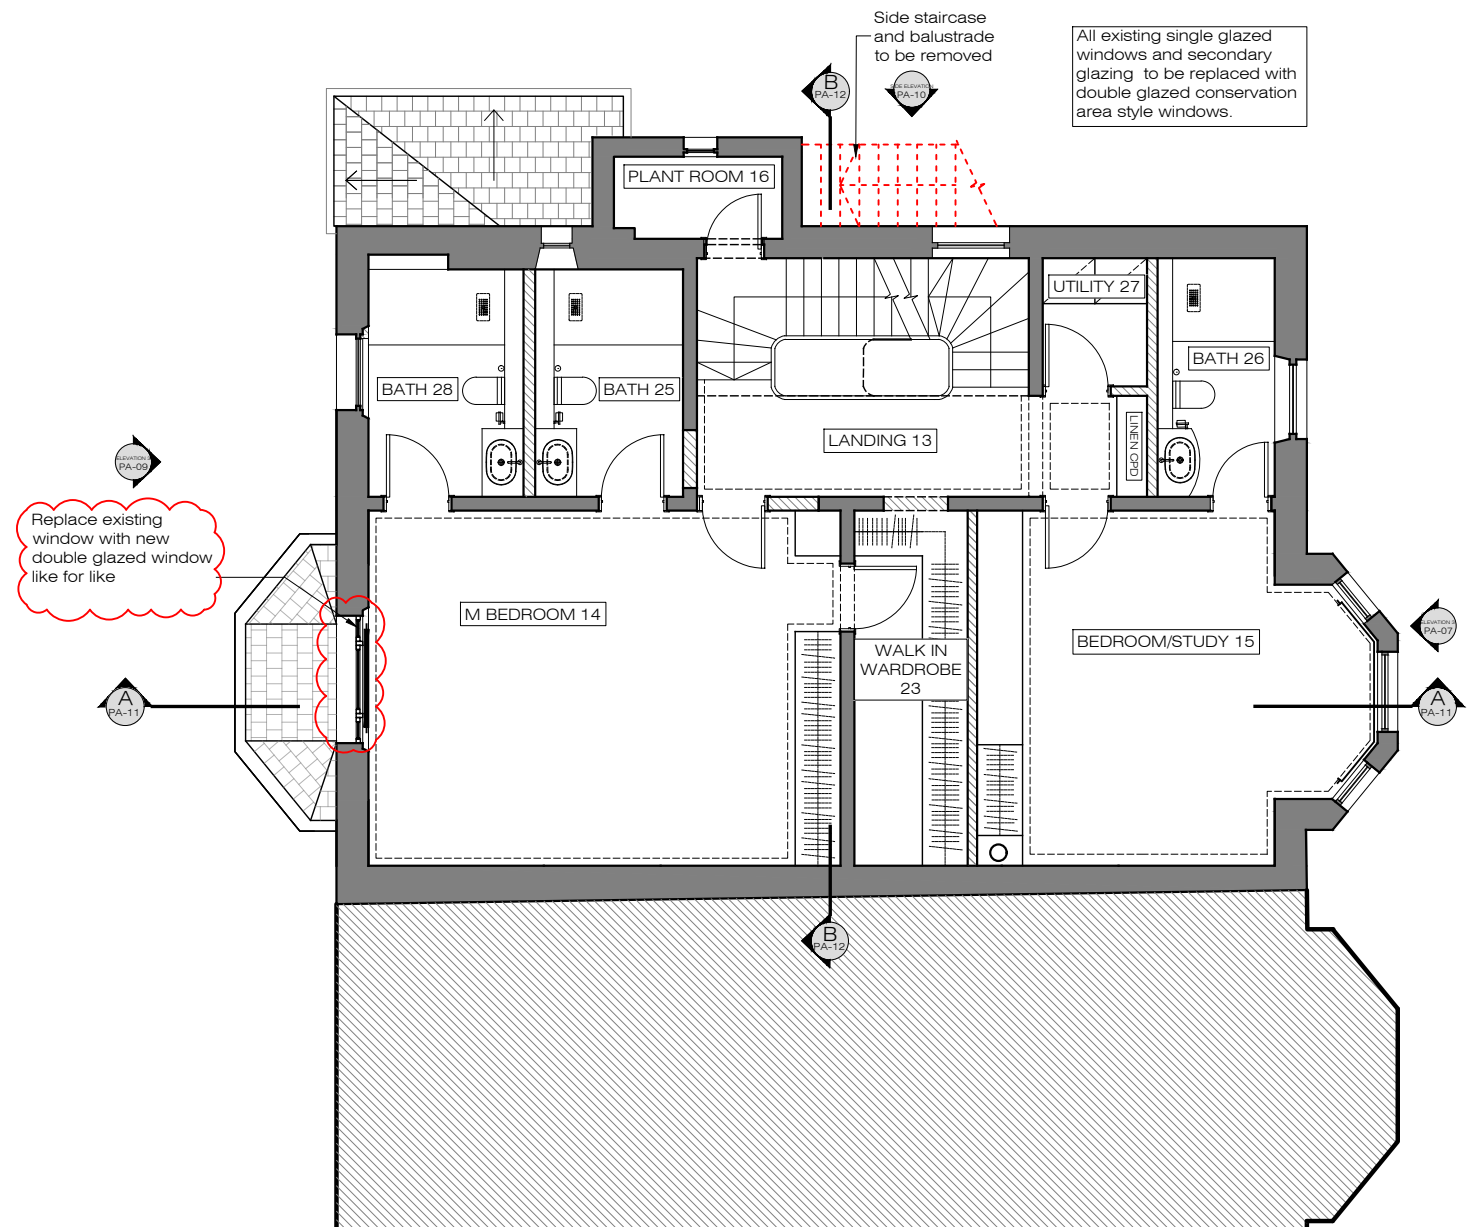 Side staircase
and balustrade
to be removed
All existing single glazed
windows and secondary
glazing to be replaced with
double glazed conservation
area style windows.
B
PA-12
SIDE ELEVATION
PA-10
PLANT ROOM 16
UTILITY 27
BATH 28
BATH 25
BATH 26
LANDING 13
LINEN CPD
PA-09
Replace existing
window with new
double glazed window
like for like
M BEDROOM 14
WALK IN
WARDROBE
23
BEDROOM/STUDY 15
PA-07
A
PA-11
A
PA-11
B
PA-12